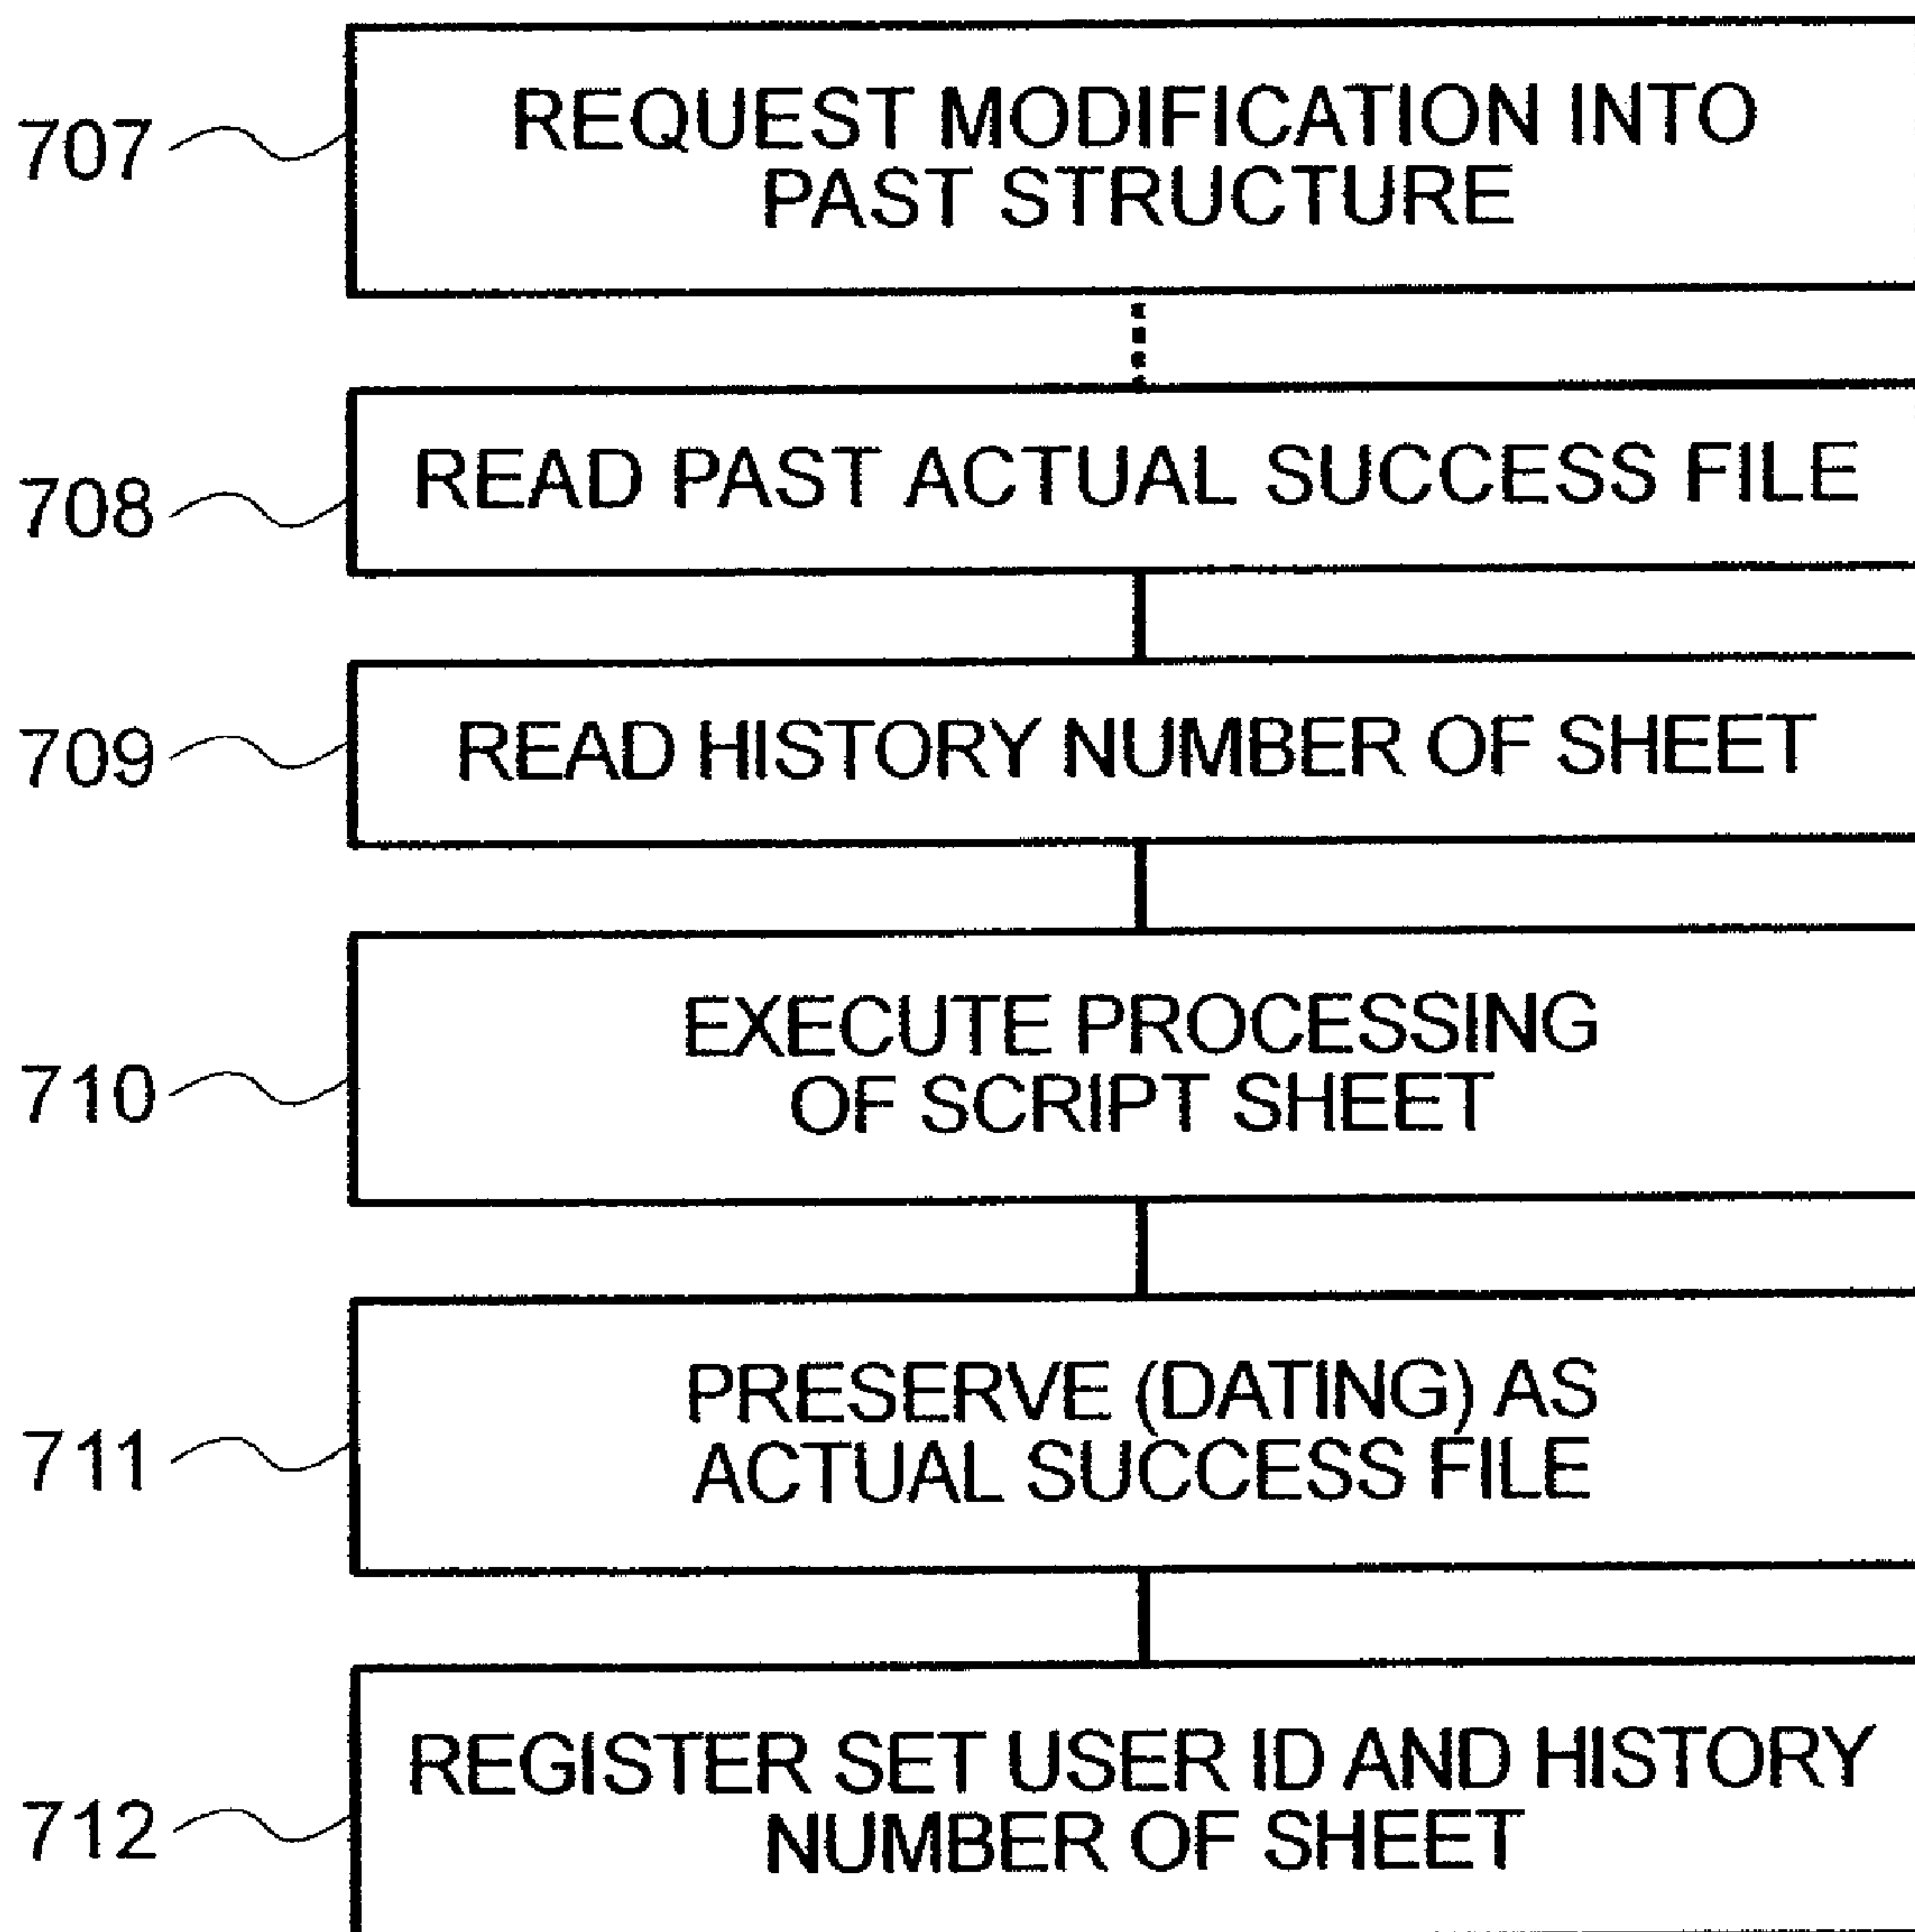 707
REQUEST MODIFICATION INTO
PAST STRUCTURE
708
READ PAST ACTUAL SUCCESS FILE
709
READ HISTORY NUMBER OF SHEET
710
EXECUTE PROCESSING
OF SCRIPT SHEET
711
PRESERVE (DATING) AS
ACTUAL SUCCESS FILE
712
REGISTER SET USER ID AND HISTORY
NUMBER OF SHEET